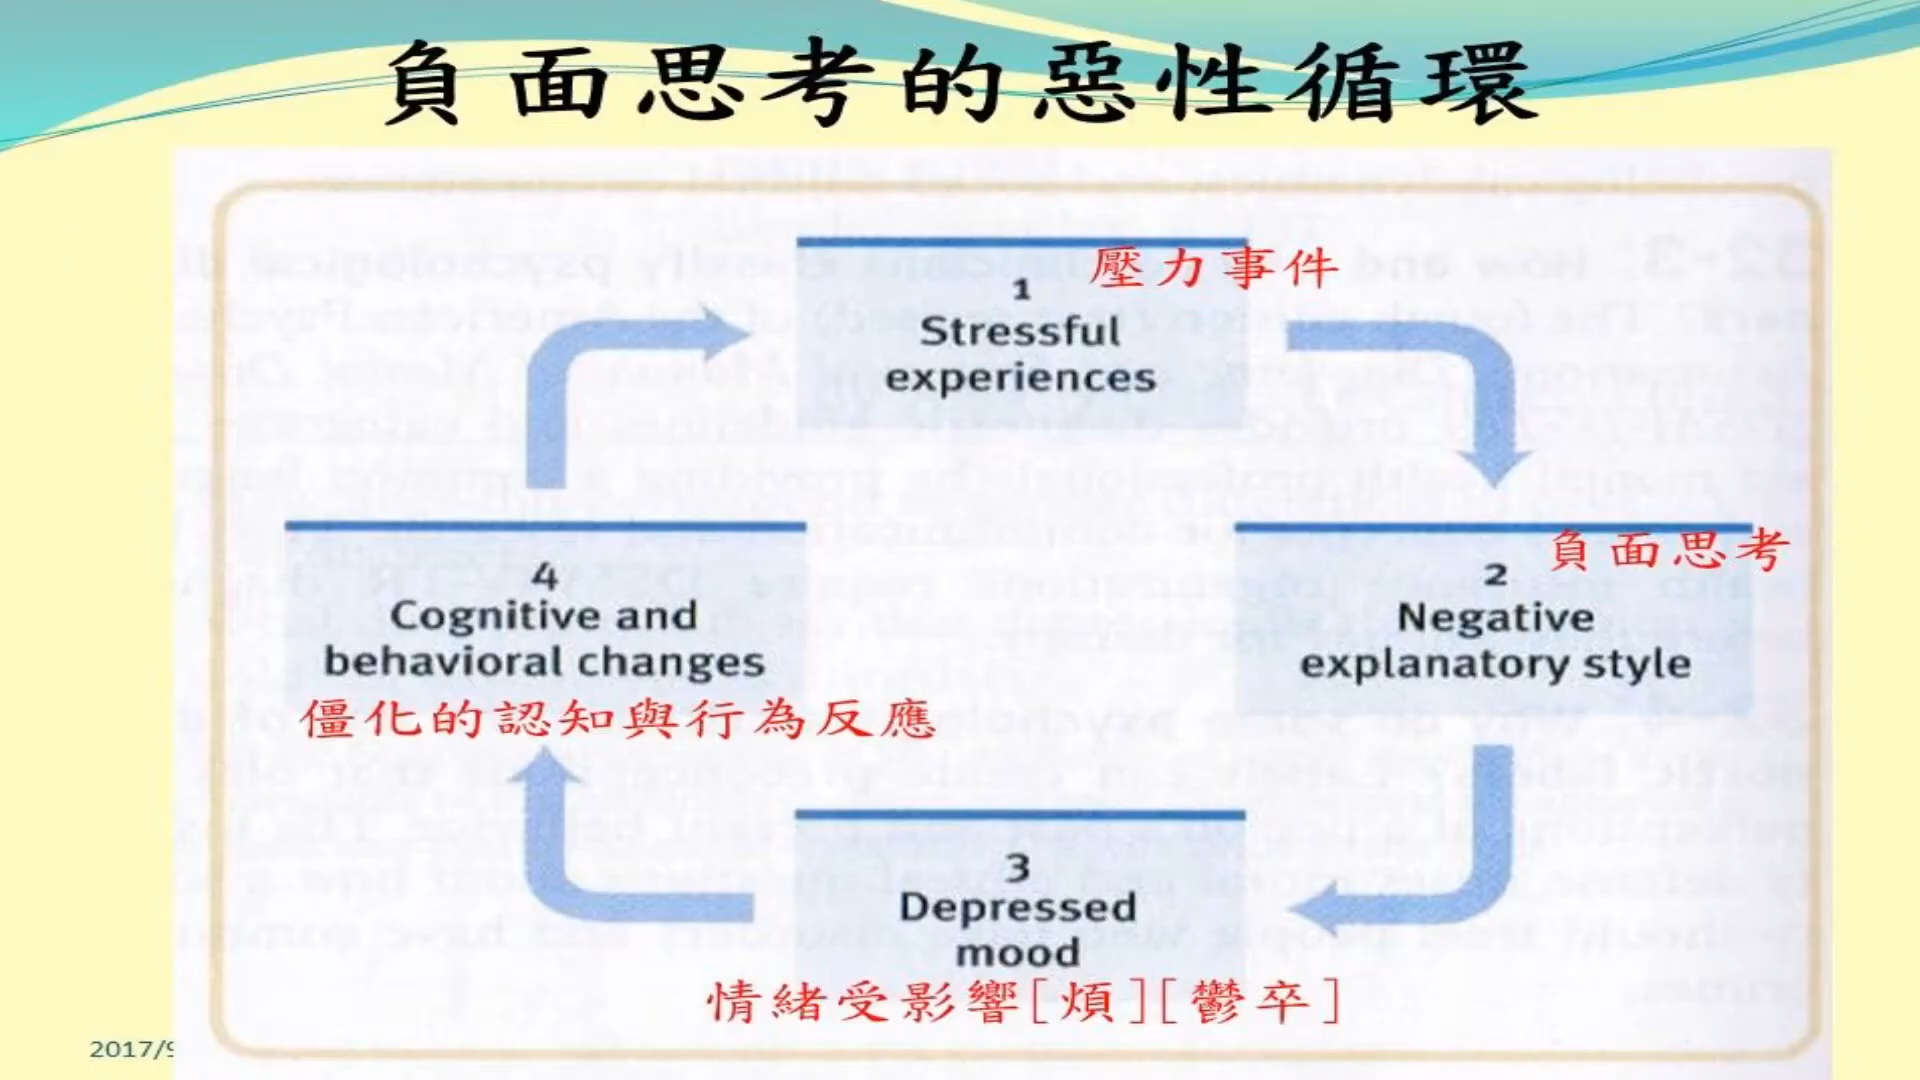 負面思考的惡性循環
壓力事件
1
Stressful
experiences
負面思考
2
Negative
explanatory style
3
Depressed
mood
情緒受影響[煩][鬱卒]
4
Cognitive and
behavioral changes
僵化的認知與行為反應
2017/9